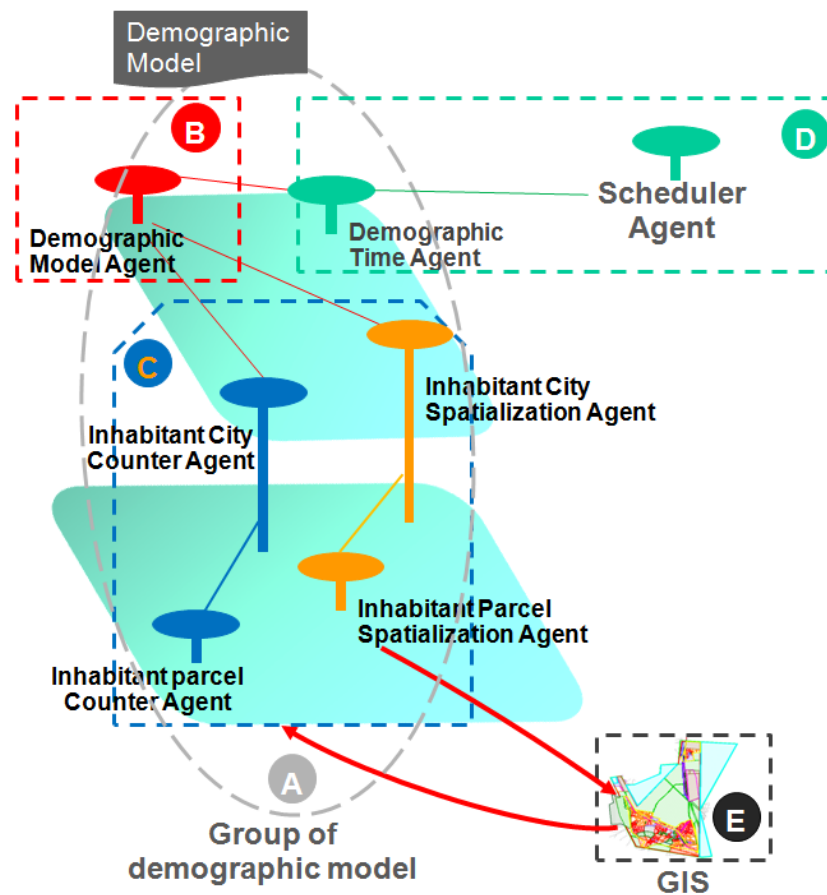 Demographic
Model
B
D
Scheduler
Agent
Demographic
Model Agent
Demographic
Time Agent
C
Inhabitant City
Spatialization Agent
Inhabitant City
Counter Agent
Inhabitant Parcel
Spatialization Agent
Inhabitant parcel
Counter Agent
A
Group of
demographic model
E
GIS